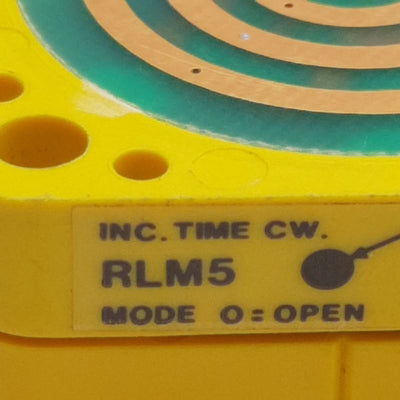 INC. TIME CW.
RLM5
MODE O = OPEN